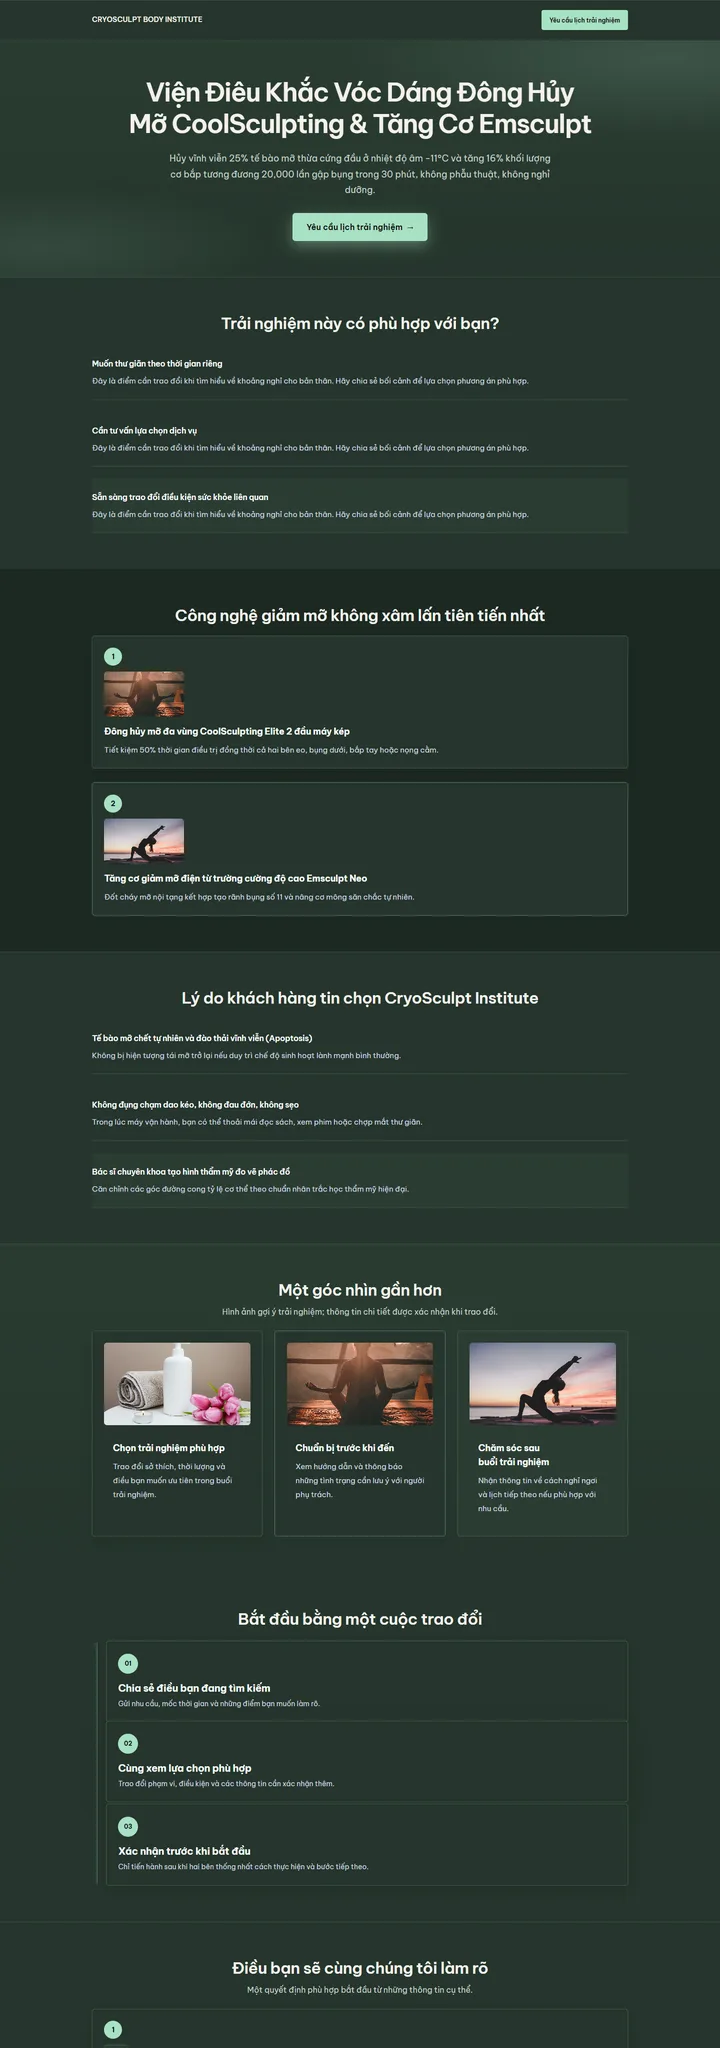 CRYOSCULPT BODY INSTITUTE
Yêu cầu lịch trải nghiệm
Viện Điêu Khắc Vóc Dáng Đông Hủy
Mỡ CoolSculpting & Tăng Cơ Emsculpt
Hủy vĩnh viễn 25% tế bào mỡ thừa cứng đầu ở nhiệt độ âm -11°C và tăng 16% khối lượng
cơ bắp tương đương 20,000 lần gập bụng trong 30 phút, không phẫu thuật, không nghỉ
dưỡng.
Yêu cầu lịch trải nghiệm →
Trải nghiệm này có phù hợp với bạn?
Muốn thư giãn theo thời gian riêng
Đây là điểm cần trao đổi khi tìm hiểu về khoảng nghỉ cho bản thân. Hãy chia sẻ bối cảnh để lựa chọn phương án phù hợp.
Cần tư vấn lựa chọn dịch vụ
Đây là điểm cần trao đổi khi tìm hiểu về khoảng nghỉ cho bản thân. Hãy chia sẻ bối cảnh để lựa chọn phương án phù hợp.
Sẵn sàng trao đổi điều kiện sức khỏe liên quan
Đây là điểm cần trao đổi khi tìm hiểu về khoảng nghỉ cho bản thân. Hãy chia sẻ bối cảnh để lựa chọn phương án phù hợp.
Công nghệ giảm mỡ không xâm lấn tiên tiến nhất
1
Đông hủy mỡ đa vùng CoolSculpting Elite 2 đầu máy kép
Tiết kiệm 50% thời gian điều trị đồng thời cả hai bên eo, bụng dưới, bắp tay hoặc nọng cằm.
2
Tăng cơ giảm mỡ điện từ trường cường độ cao Emsculpt Neo
Đốt cháy mỡ nội tạng kết hợp tạo rãnh bụng số 11 và nâng cơ mông săn chắc tự nhiên.
Lý do khách hàng tin chọn CryoSculpt Institute
Tế bào mỡ chết tự nhiên và đào thải vĩnh viễn (Apoptosis)
Không bị hiện tượng tái mỡ trở lại nếu duy trì chế độ sinh hoạt lành mạnh bình thường.
Không đụng chạm dao kéo, không đau đớn, không sẹo
Trong lúc máy vận hành, bạn có thể thoải mái đọc sách, xem phim hoặc chợp mắt thư giãn.
Bác sĩ chuyên khoa tạo hình thẩm mỹ đo vẽ phác đồ
Căn chỉnh các góc đường cong tỷ lệ cơ thể theo chuẩn nhân trắc học thẩm mỹ hiện đại.
Một góc nhìn gần hơn
Hình ảnh gợi ý trải nghiệm; thông tin chi tiết được xác nhận khi trao đổi.
Chọn trải nghiệm phù hợp
Trao đổi sở thích, thời lượng và
điều bạn muốn ưu tiên trong buổi
trải nghiệm.
Chuẩn bị trước khi đến
Xem hướng dẫn và thông báo
những tình trạng cần lưu ý với người
phụ trách.
Chăm sóc sau
buổi trải nghiệm
Nhận thông tin về cách nghỉ ngơi
và lịch tiếp theo nếu phù hợp với
nhu cầu.
Bắt đầu bằng một cuộc trao đổi
01
Chia sẻ điều bạn đang tìm kiếm
Gửi nhu cầu, mốc thời gian và những điểm bạn muốn làm rõ.
02
Cùng xem lựa chọn phù hợp
Trao đổi phạm vi, điều kiện và các thông tin cần xác nhận thêm.
03
Xác nhận trước khi bắt đầu
Chỉ tiến hành sau khi hai bên thống nhất cách thực hiện và bước tiếp theo.
Điều bạn sẽ cùng chúng tôi làm rõ
Một quyết định phù hợp bắt đầu từ những thông tin cụ thể.
1